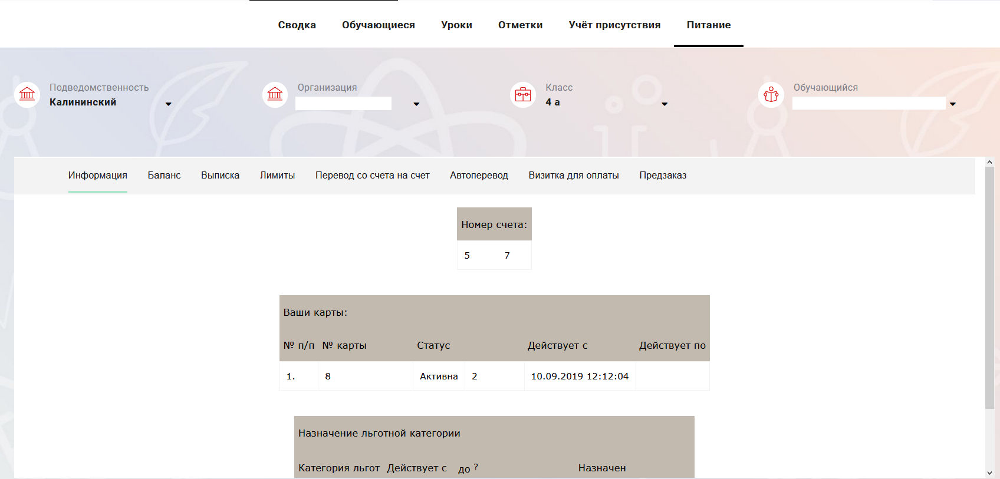 Сводка Обучающиеся Уроки Отметки Учёт присутствия Питание
Подведомственность Организация Класс Обучающийся
Калининский 4 а
Информация Баланс Выписка Лимиты Перевод со счета на счет Автоперевод Визитка для оплаты Предзаказ
Номер счета:
5 7
Ваши карты:
№ п/п № карты Статус Действует с Действует по
1. 8 Активна 2 10.09.2019 12:12:04
Назначение льготной категории
Категория льгот Действует с до ? Назначен